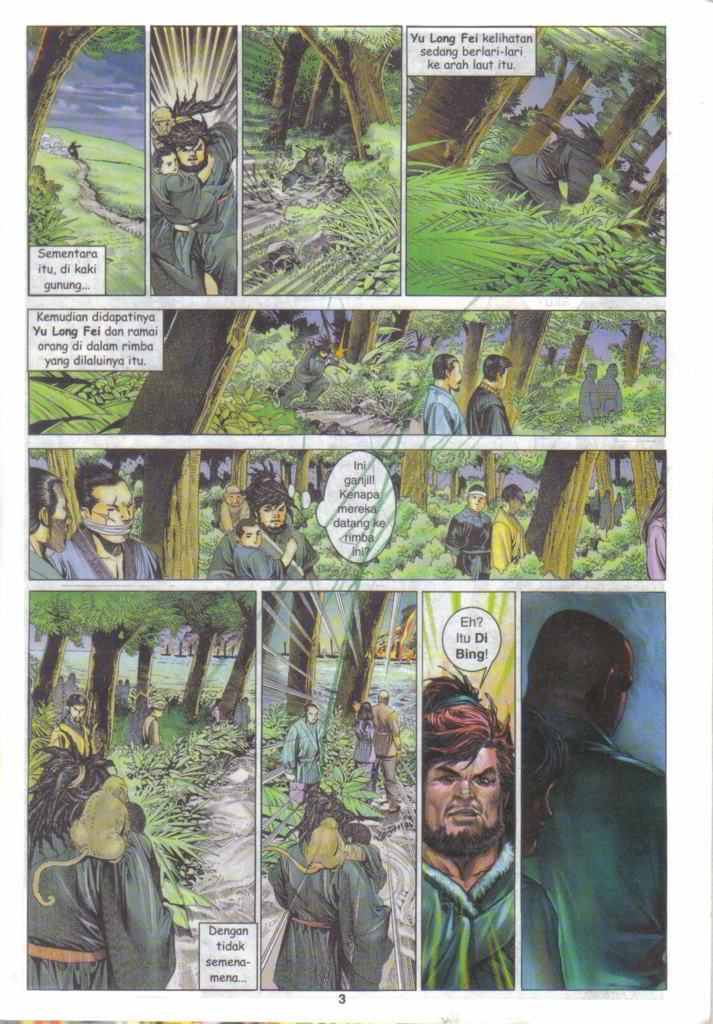 Yu Long Fei kelihatan
sedang berlari-lari
ke arah laut itu.
Sementara
itu, di kaki
gunung...
Kemudian didapatinya
Yu Long Fei dan ramai
orang di dalam rimba
yang dilaluinya itu.
Ini
ganjil!
Kenapa
mereka
datang ke
rimba
ini?
Eh?
Itu Di
Bing!
Dengan
tidak
semena-
mena...
3